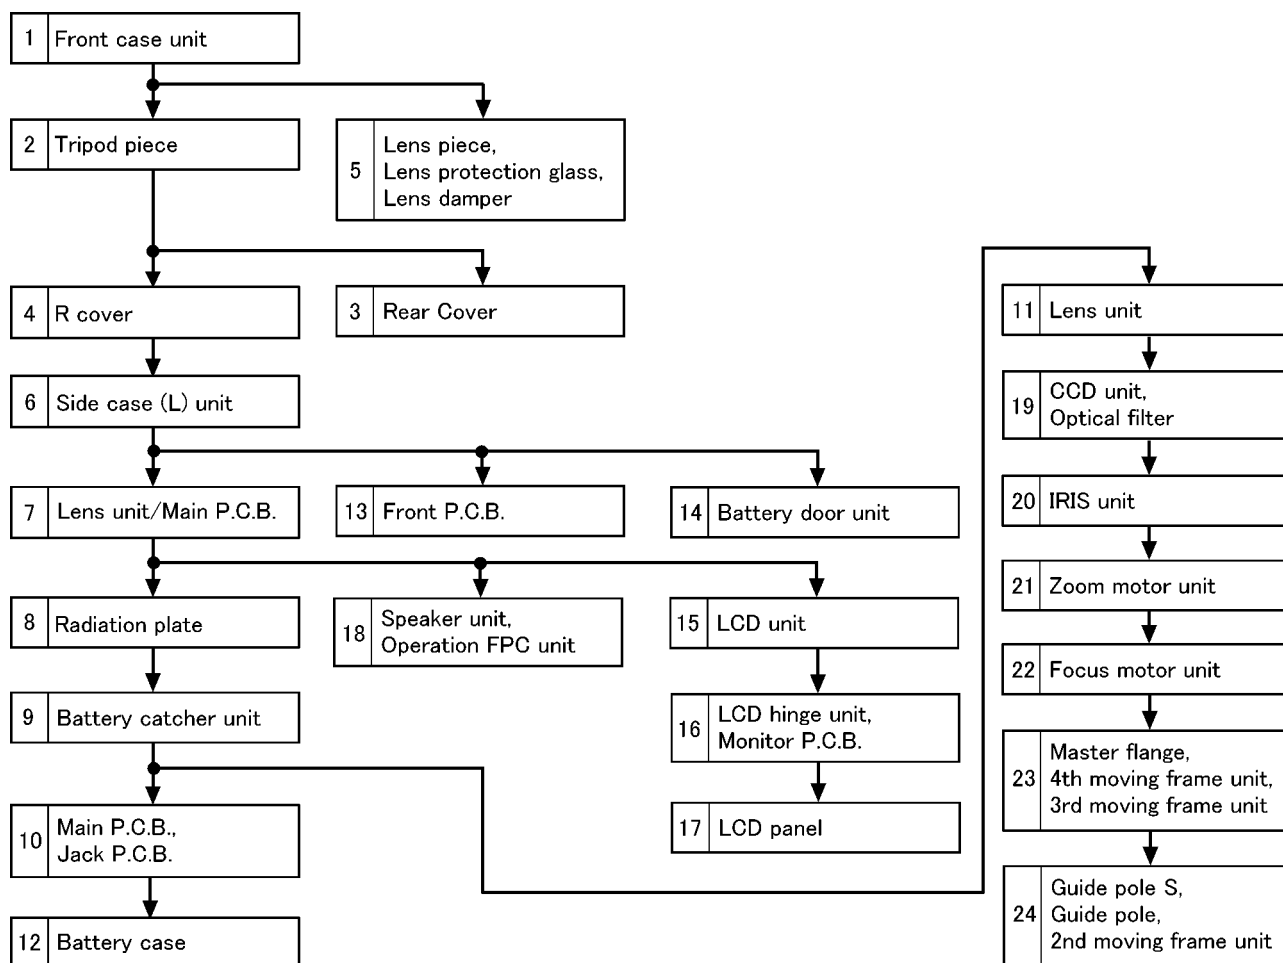 1 Front case unit
2 Tripod piece
5 Lens piece,
Lens protection glass,
Lens damper
4 R cover
3 Rear Cover
6 Side case (L) unit
7 Lens unit/Main P.C.B.
13 Front P.C.B.
14 Battery door unit
8 Radiation plate
18 Speaker unit,
Operation FPC unit
15 LCD unit
9 Battery catcher unit
16 LCD hinge unit,
Monitor P.C.B.
10 Main P.C.B.,
Jack P.C.B.
17 LCD panel
12 Battery case
11 Lens unit
19 CCD unit,
Optical filter
20 IRIS unit
21 Zoom motor unit
22 Focus motor unit
23 Master flange,
4th moving frame unit,
3rd moving frame unit
24 Guide pole S,
Guide pole,
2nd moving frame unit